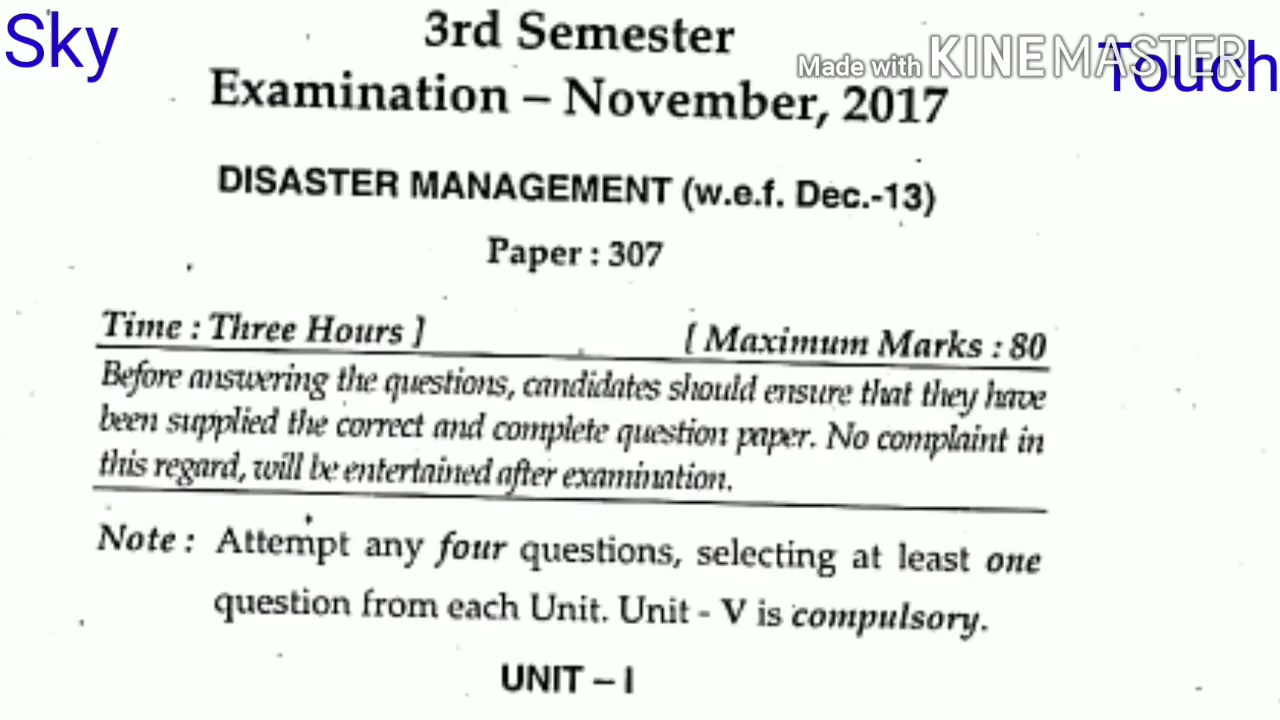 Sky
Touch
Made with KINEMASTER
3rd Semester
Examination – November, 2017
DISASTER MANAGEMENT (w.e.f. Dec.-13)
Paper : 307
Time : Three Hours ] [ Maximum Marks : 80
Before answering the questions, candidates should ensure that they have
been supplied the correct and complete question paper. No complaint in
this regard, will be entertained after examination.
Note : Attempt any four questions, selecting at least one
question from each Unit. Unit - V is compulsory.
UNIT – I